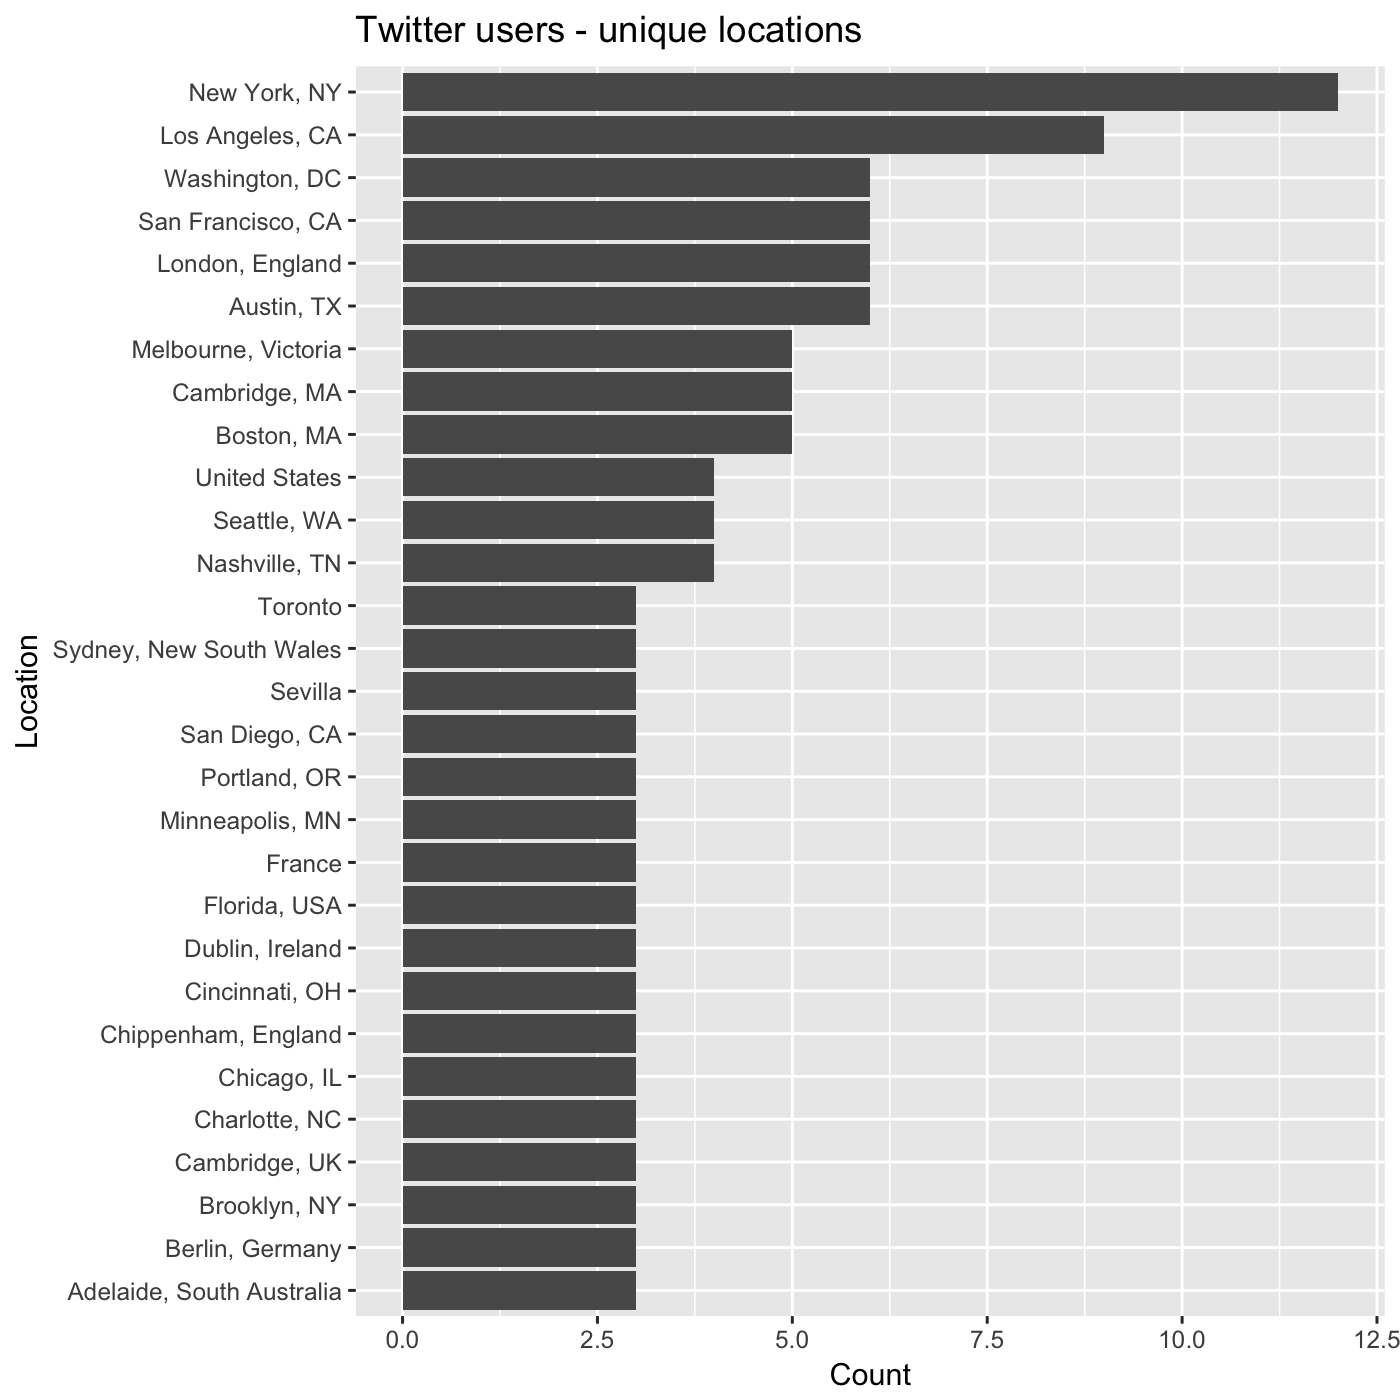 Twitter users - unique locations
New York, NY
Los Angeles, CA
Washington, DC
San Francisco, CA
London, England
Austin, TX
Melbourne, Victoria
Cambridge, MA
Boston, MA
United States
Seattle, WA
Nashville, TN
Toronto
Sydney, New South Wales
Sevilla
San Diego, CA
Portland, OR
Minneapolis, MN
France
Florida, USA
Dublin, Ireland
Cincinnati, OH
Chippenham, England
Chicago, IL
Charlotte, NC
Cambridge, UK
Brooklyn, NY
Berlin, Germany
Adelaide, South Australia
Location
0.0 2.5 5.0 7.5 10.0 12.5
Count